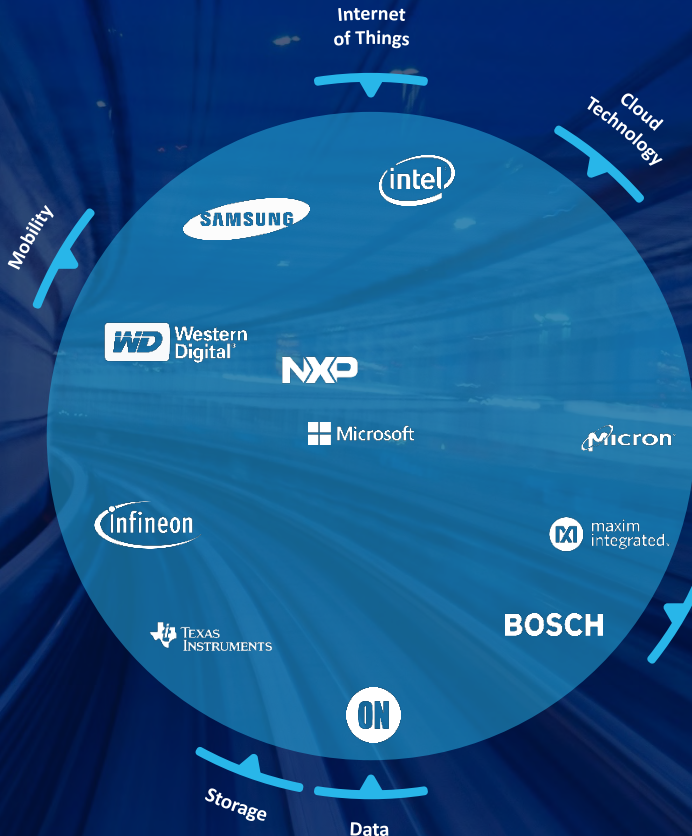 Internet
of Things
Cloud
Technology
intel
SAMSUNG
Mobility
WD Western
Digital®
NXP
Microsoft
Micron
infineon
maxim
integrated.
BOSCH
TEXAS
INSTRUMENTS
ON
Storage
Data